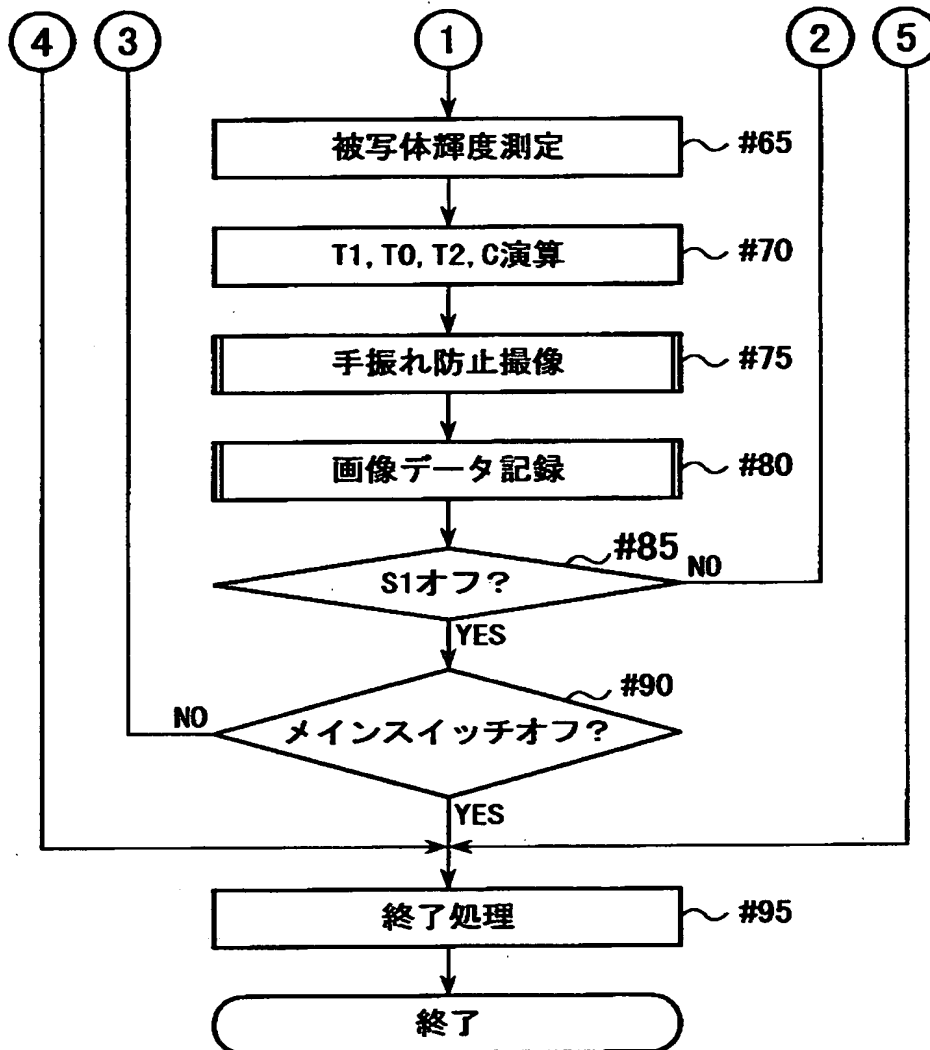 4 3 1 2 5
被写体輝度測定 #65
T1, T0, T2, C演算 #70
手振れ防止撮像 #75
画像データ記録 #80
#85
S1オフ? NO
YES
#90
NO メインスイッチオフ?
YES
終了処理 #95
終了